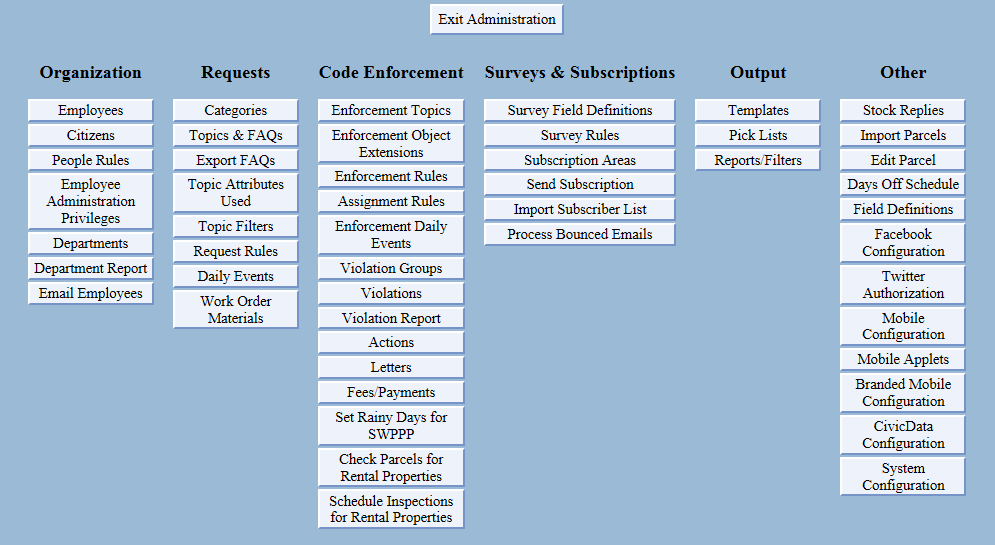 Exit Administration
Organization
Employees
Citizens
People Rules
Employee
Administration
Privileges
Departments
Department Report
Email Employees
Requests
Categories
Topics & FAQs
Export FAQs
Topic Attributes
Used
Topic Filters
Request Rules
Daily Events
Work Order
Materials
Code Enforcement
Enforcement Topics
Enforcement Object
Extensions
Enforcement Rules
Assignment Rules
Enforcement Daily
Events
Violation Groups
Violations
Violation Report
Actions
Letters
Fees/Payments
Set Rainy Days for
SWPPP
Check Parcels for
Rental Properties
Schedule Inspections
for Rental Properties
Surveys & Subscriptions
Survey Field Definitions
Survey Rules
Subscription Areas
Send Subscription
Import Subscriber List
Process Bounced Emails
Output
Templates
Pick Lists
Reports/Filters
Other
Stock Replies
Import Parcels
Edit Parcel
Days Off Schedule
Field Definitions
Facebook
Configuration
Twitter
Authorization
Mobile
Configuration
Mobile Applets
Branded Mobile
Configuration
CivicData
Configuration
System
Configuration